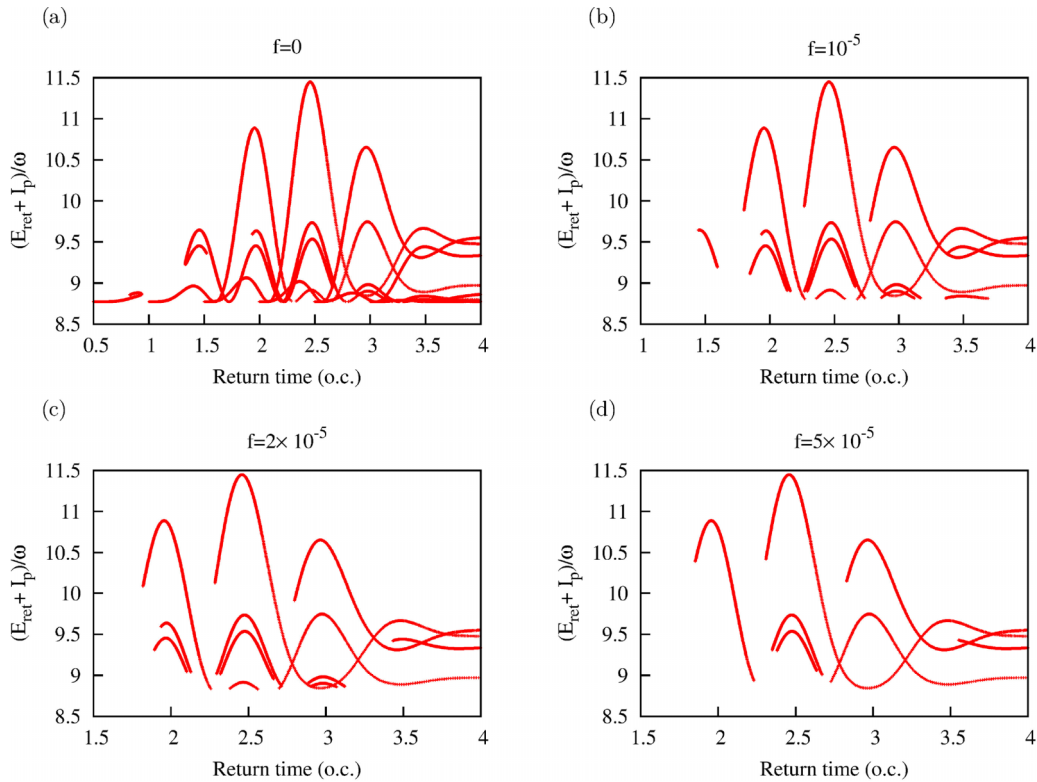 (a)
f=0
11.5
11
10.5
10
9.5
9
8.5
0.5 1 1.5 2 2.5 3 3.5 4
(E_ret + I_p)/ω
Return time (o.c.)
(b)
f=10^-5
11.5
11
10.5
10
9.5
9
8.5
1 1.5 2 2.5 3 3.5 4
(E_ret + I_p)/ω
Return time (o.c.)
(c)
f=2× 10^-5
11.5
11
10.5
10
9.5
9
8.5
1.5 2 2.5 3 3.5 4
(E_ret + I_p)/ω
Return time (o.c.)
(d)
f=5× 10^-5
11.5
11
10.5
10
9.5
9
8.5
1.5 2 2.5 3 3.5 4
(E_ret + I_p)/ω
Return time (o.c.)